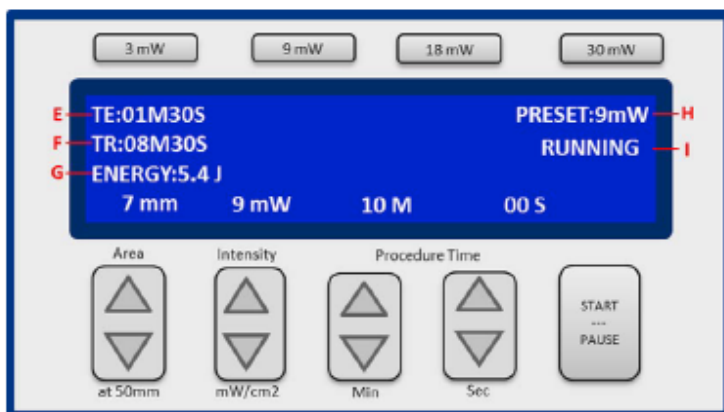 3 mW 9 mW 18 mW 30 mW
E TE:01M30S PRESET:9mW H
F TR:08M30S RUNNING I
G ENERGY:5.4 J
7 mm 9 mW 10 M 00 S
Area Intensity Procedure Time
START
---
PAUSE
at 50mm mW/cm2 Min Sec